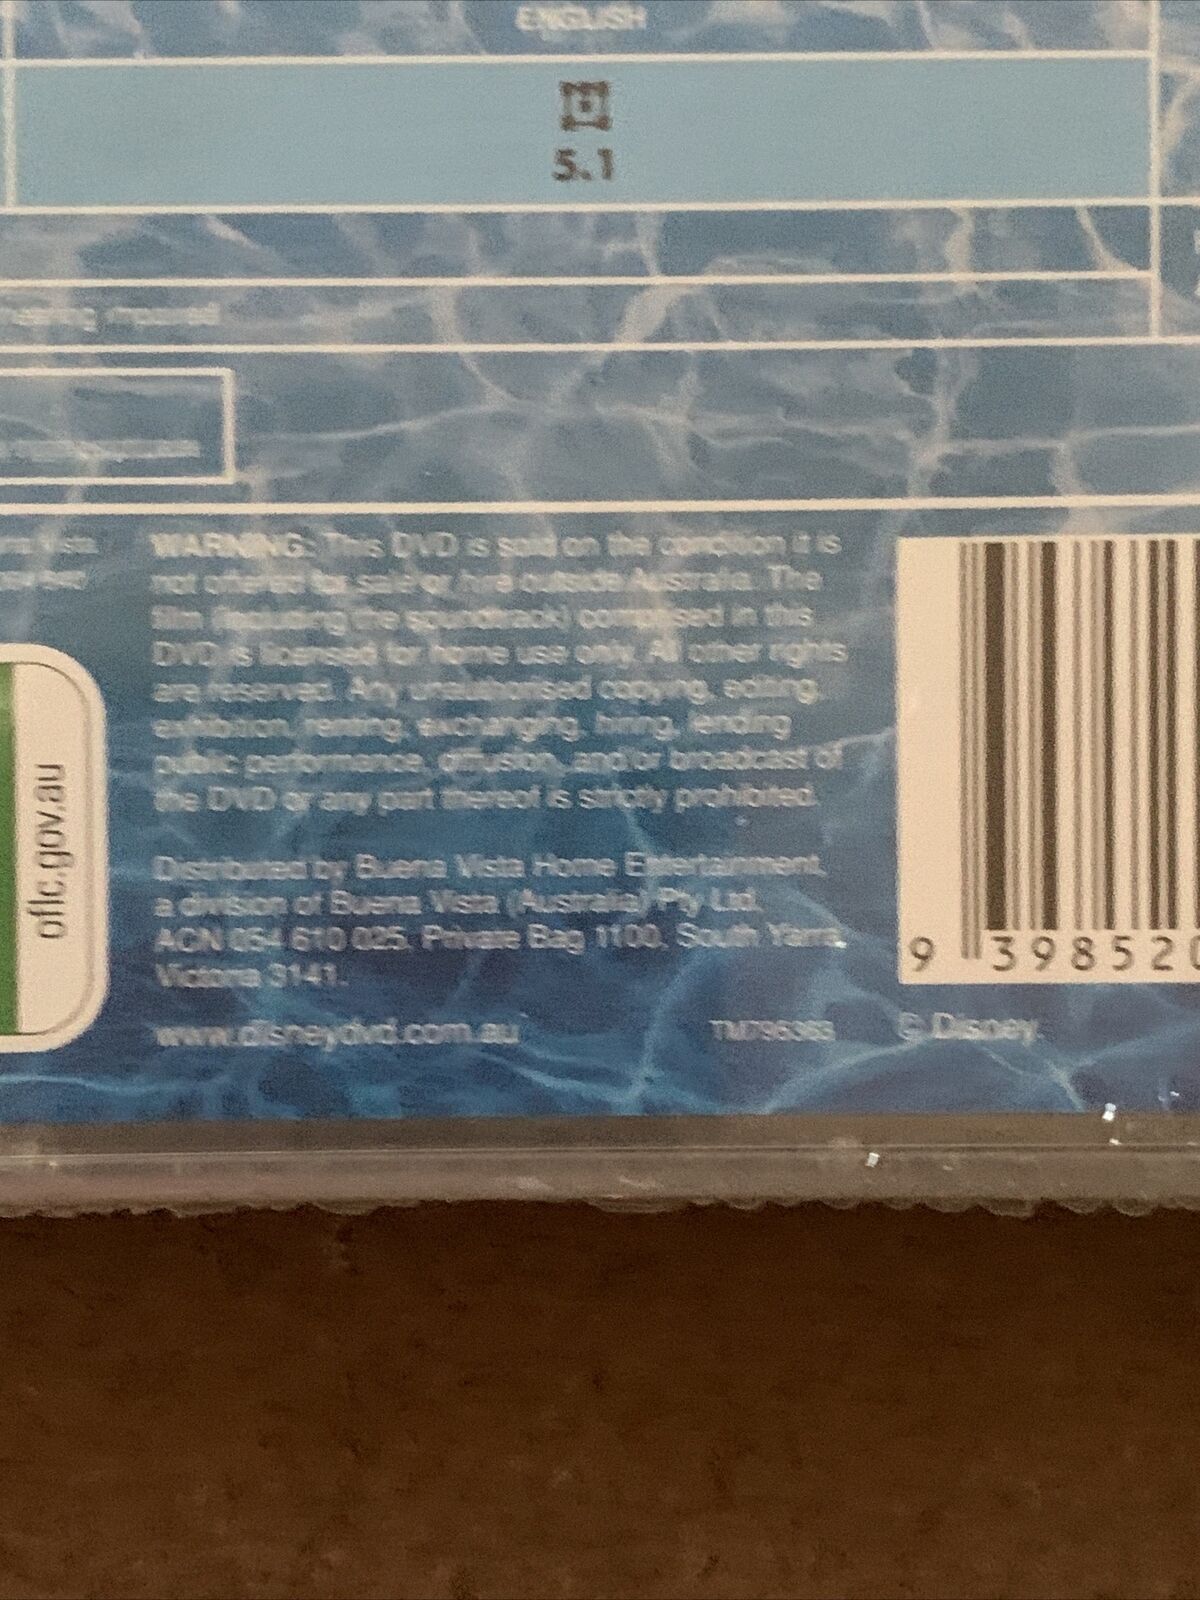 ENGLISH
5.1
required
WARNING: This DVD is sold on the condition it is
not offered for sale or hire outside Australia. The
film (including the soundtrack) comprised in this
DVD is licensed for home use only. All other rights
are reserved. Any unauthorised copying, editing,
exhibition, renting, exchanging, hiring, lending
public performance, diffusion, and/or broadcast of
the DVD or any part thereof is strictly prohibited.
Distributed by Buena Vista Home Entertainment,
a division of Buena Vista (Australia) Pty Ltd.
ACN 054 610 025. Private Bag 1100, South Yarra,
Victoria 3141.
www.disneydvd.com.au
© Disney.
oflc.gov.au
9 398520